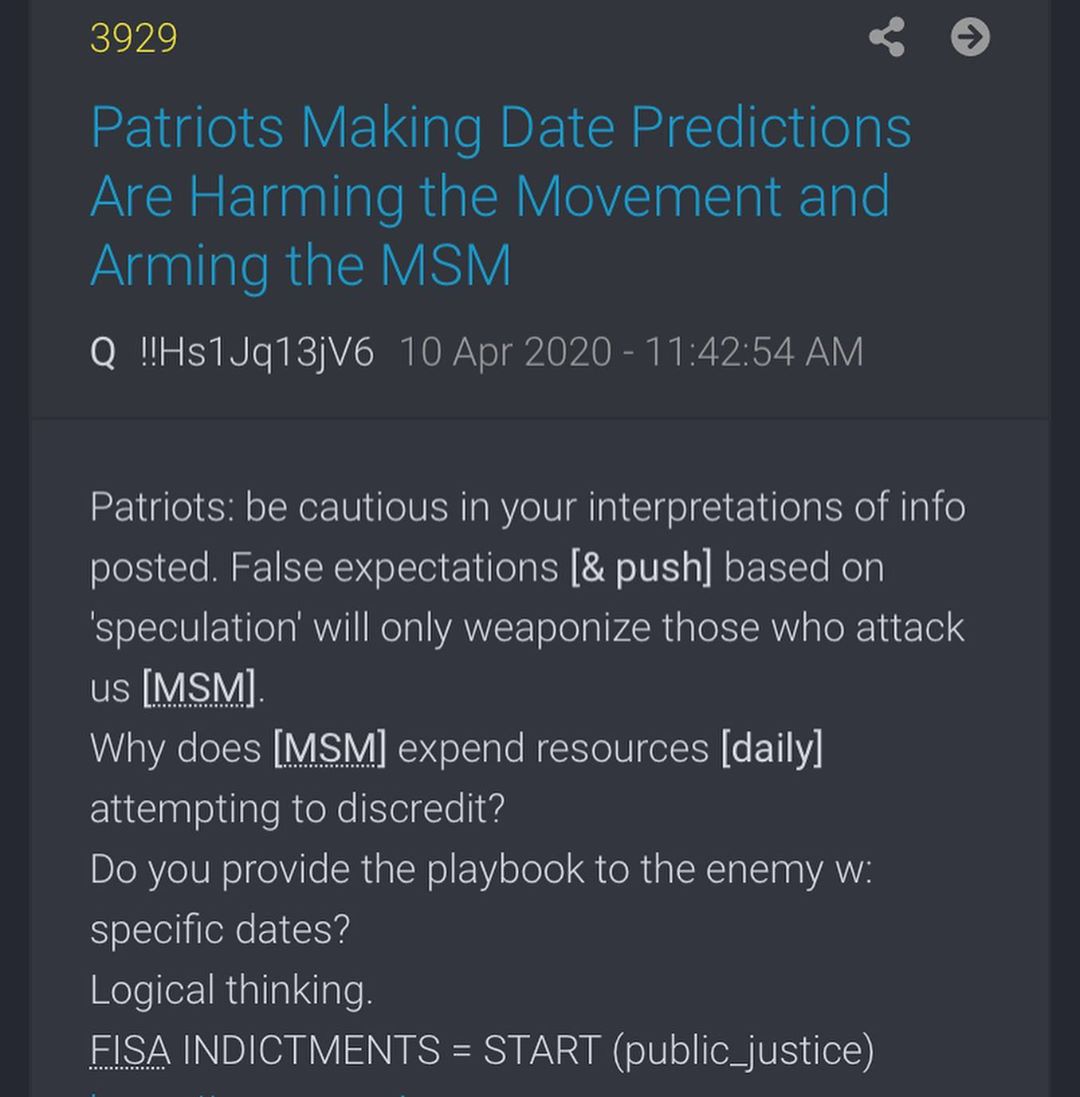 3929
Patriots Making Date Predictions
Are Harming the Movement and
Arming the MSM
Q !!Hs1Jq13jV6 10 Apr 2020 - 11:42:54 AM
Patriots: be cautious in your interpretations of info
posted. False expectations [& push] based on
'speculation' will only weaponize those who attack
us [MSM].
Why does [MSM] expend resources [daily]
attempting to discredit?
Do you provide the playbook to the enemy w:
specific dates?
Logical thinking.
FISA INDICTMENTS = START (public_justice)